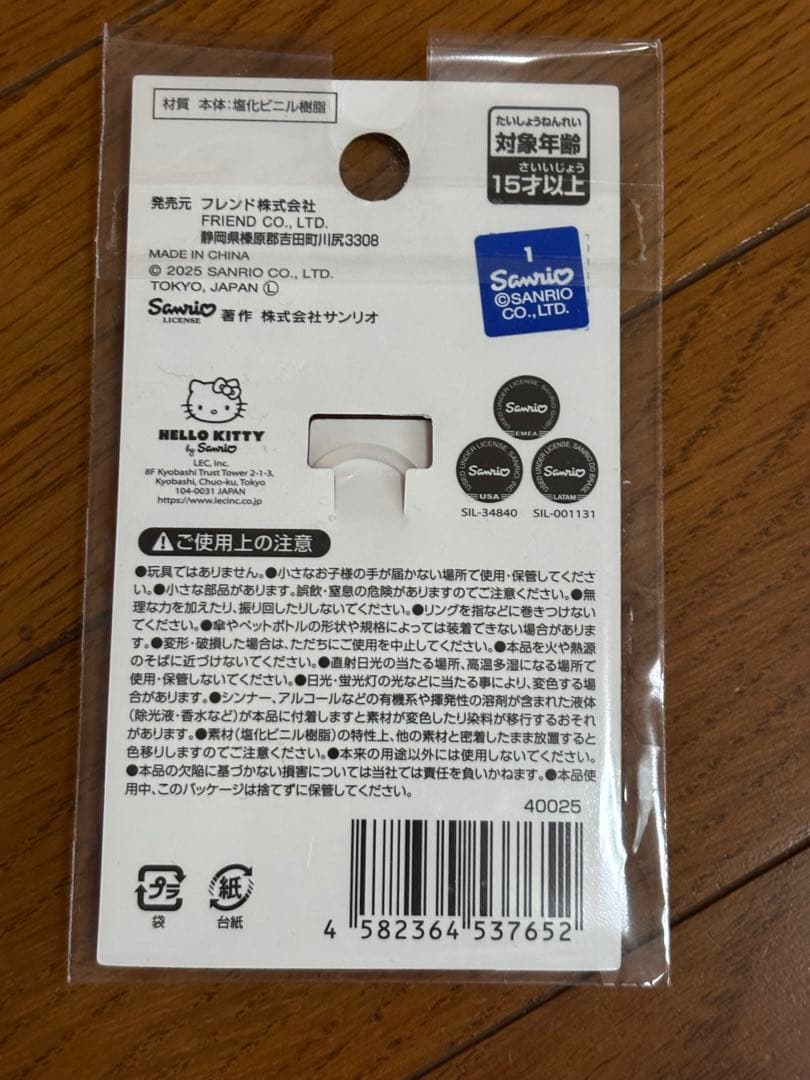 材質 本体：塩化ビニル樹脂
たいしょうねんれい
対象年齢
さいいじょう
15才以上
発売元 フレンド株式会社
FRIEND CO., LTD.
静岡県榛原郡吉田町川尻3308
MADE IN CHINA
© 2025 SANRIO CO., LTD.
TOKYO, JAPAN Ⓛ
Sanrio
LICENSE
著作 株式会社サンリオ
1
Sanrio
©SANRIO
CO.,LTD.
HELLO KITTY
by Sanrio
LEC, Inc.
8F Kyobashi Trust Tower 2-1-3,
Kyobashi, Chuo-ku, Tokyo
104-0031 JAPAN
https://www.lecinc.co.jp
USED UNDER LICENSE
Sanrio
EMEA
USED UNDER LICENSE, SANRIO, INC
Sanrio
USA
SIL-34840
USED UNDER LICENSE, SANRIO DO BRASIL
Sanrio
LATAM
SIL-001131
ご使用上の注意
●玩具ではありません。●小さなお子様の手が届かない場所で使用・保管してくださ
い。●小さな部品があります。誤飲・窒息の危険がありますのでご注意ください。●無
理な力を加えたり、振り回したりしないでください。●リングを指などに巻きつけない
でください。●傘やペットボトルの形状や規格によっては装着できない場合がありま
す。●変形・破損した場合は、ただちにご使用を中止してください。●本品を火や熱源
のそばに近づけないでください。●直射日光の当たる場所、高温多湿になる場所で
使用・保管しないでください。●日光・蛍光灯の光などに当たる事により、変色する場
合があります。●シンナー、アルコールなどの有機系や揮発性の溶剤が含まれた液体
(除光液・香水など)が本品に付着しますと素材が変色したり染料が移行するおそれ
があります。●素材(塩化ビニル樹脂)の特性上、他の素材と密着したまま放置すると
色移りしますのでご注意ください。●本来の用途以外には使用しないでください。
●本品の欠陥に基づかない損害については当社では責任を負いかねます。●本品使
用中、このパッケージは捨てずに保管してください。
40025
プラ
袋
紙
台紙
4 582364 537652